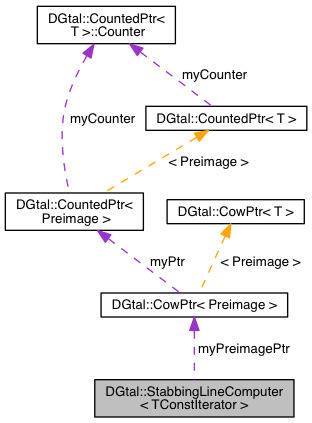 DGtal::CountedPtr<
T >::Counter
myCounter
myCounter
DGtal::CountedPtr< T >
< Preimage >
DGtal::CountedPtr<
Preimage >
DGtal::CowPtr< T >
myPtr
< Preimage >
DGtal::CowPtr< Preimage >
myPreimagePtr
DGtal::StabbingLineComputer
< TConstIterator >